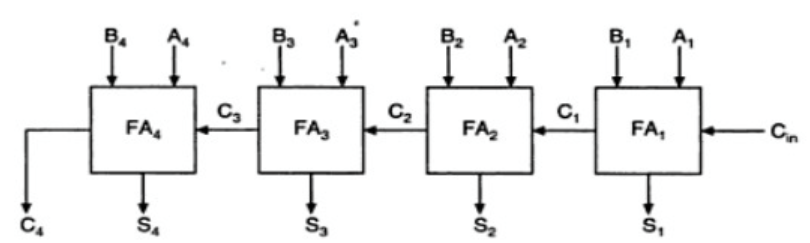 B₄ A₄ B₃ A₃ B₂ A₂ B₁ A₁
C₃ C₂ C₁
FA₄ FA₃ FA₂ FA₁ Cᵢₙ
C₄ S₄ S₃ S₂ S₁